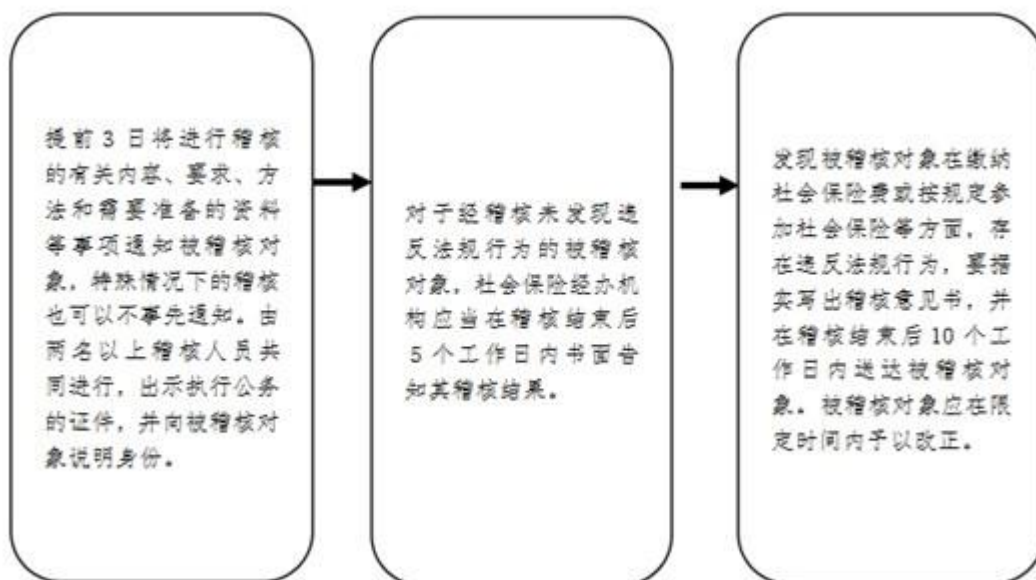 提前3日将进行稽核
的有关内容、要求、方
法和需要准备的资料
等事项通知被稽核对
象，特殊情况下的稽核
也可以不事先通知。由
两名以上稽核人员共
同进行，出示执行公务
的证件，并向被稽核对
象说明身份。
对于经稽核未发现违
反法规行为的被稽核
对象，社会保险经办机
构应当在稽核结束后
5个工作日内书面告
知其稽核结果。
发现被稽核对象在缴纳
社会保险费或按规定参
加社会保险等方面，存
在违反法规行为，要据
实写出稽核意见书，并
在稽核结束后10个工
作日内送达被稽核对
象。被稽核对象应在限
定时间内予以改正。